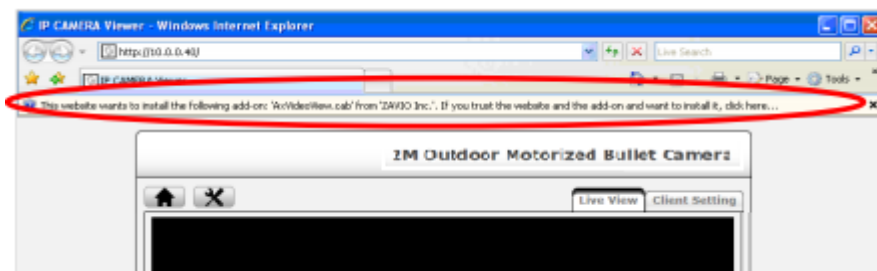 IP CAMERA Viewer - Windows Internet Explorer
http://10.0.0.40/
Live Search
IP CAMERA Viewer
Page
Tools
This website wants to install the following add-on: 'AxVideoView.cab' from 'ZAVIO Inc.'. If you trust the website and the add-on and want to install it, click here...
2M Outdoor Motorized Bullet Camera
Live View
Client Setting